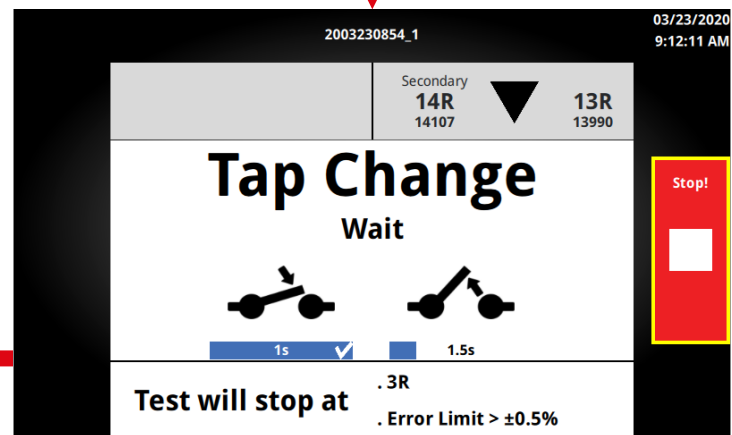 2003230854_1
03/23/2020
9:12:11 AM
Secondary
14R
14107
13R
13990
Tap Change
Wait
Stop!
1s
1.5s
Test will stop at
. 3R
. Error Limit > ±0.5%